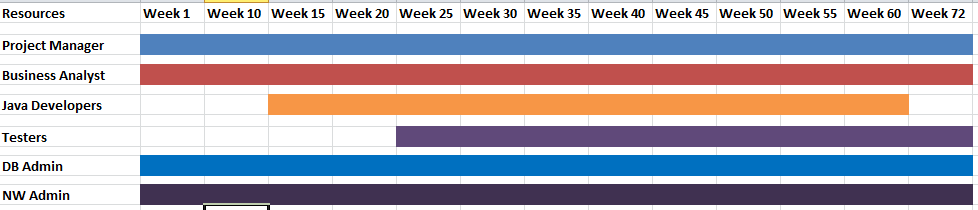 Resources Week 1 Week 10 Week 15 Week 20 Week 25 Week 30 Week 35 Week 40 Week 45 Week 50 Week 55 Week 60 Week 72
Project Manager
Business Analyst
Java Developers
Testers
DB Admin
NW Admin